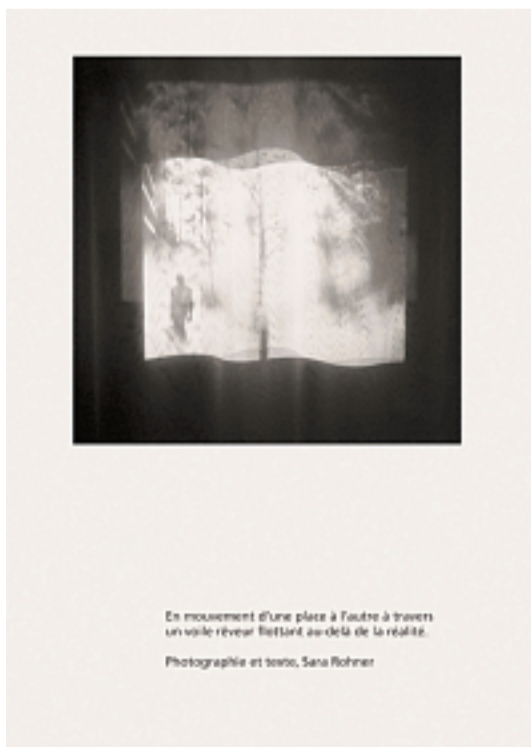 En mouvement d'une place à l'autre à travers
un voile rêveur flottant au-delà de la réalité.
Photographie et texte, Sara Rohner